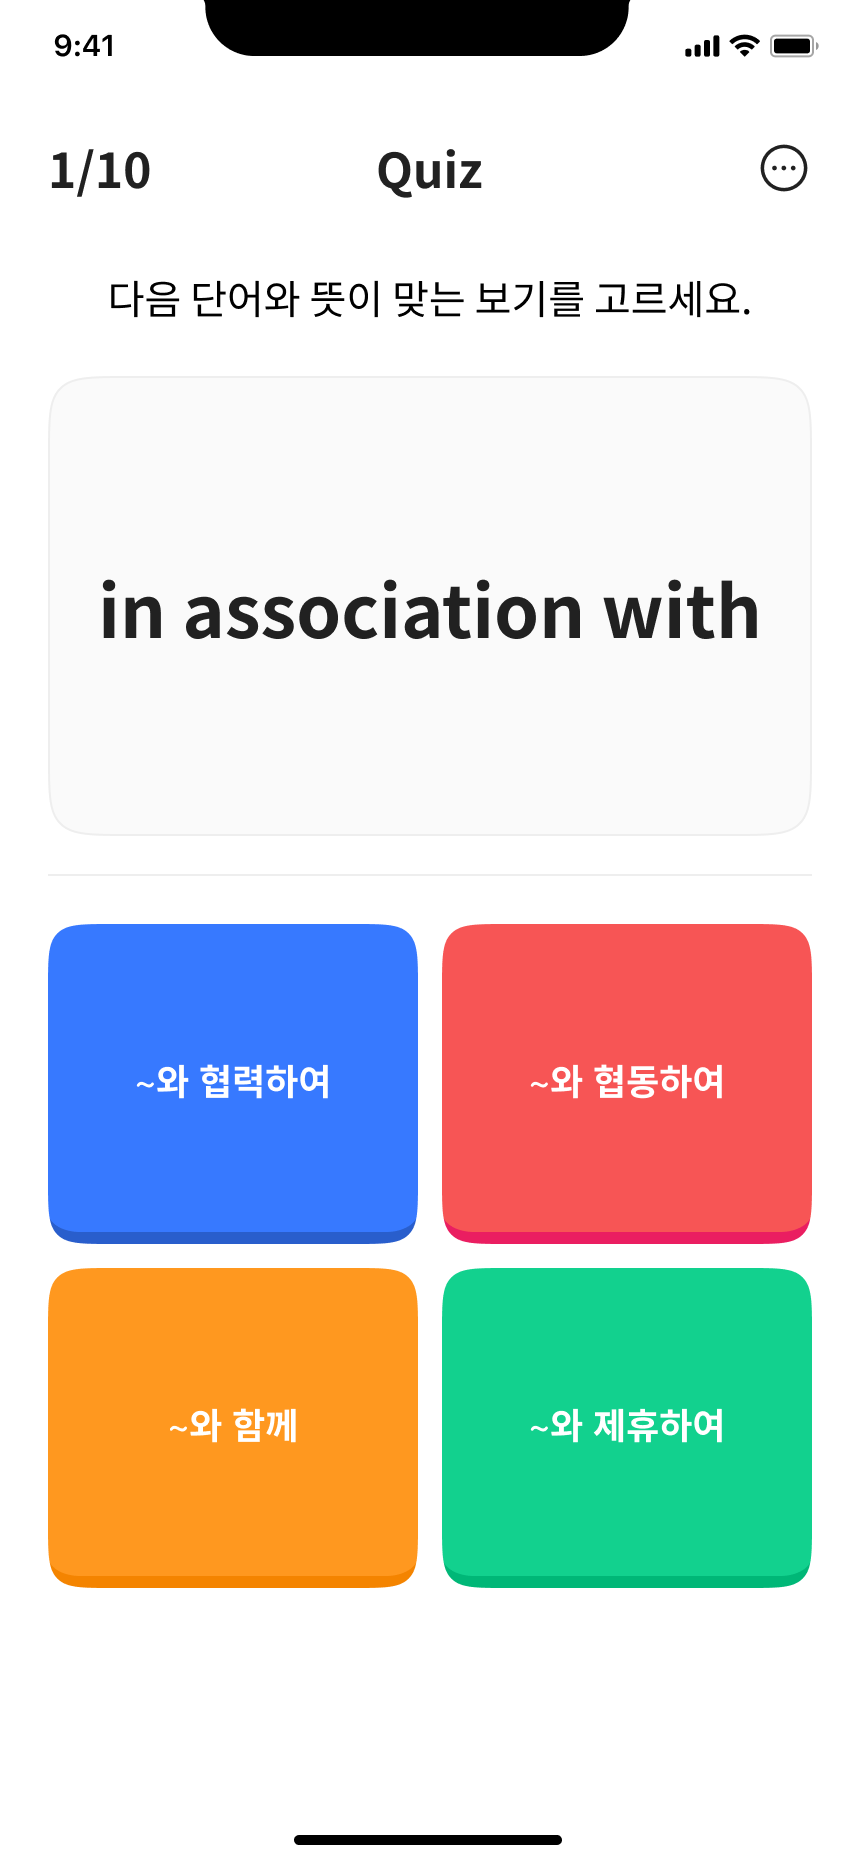 9:41
1/10 Quiz
다음 단어와 뜻이 맞는 보기를 고르세요.
in association with
~와 협력하여
~와 협동하여
~와 함께
~와 제휴하여